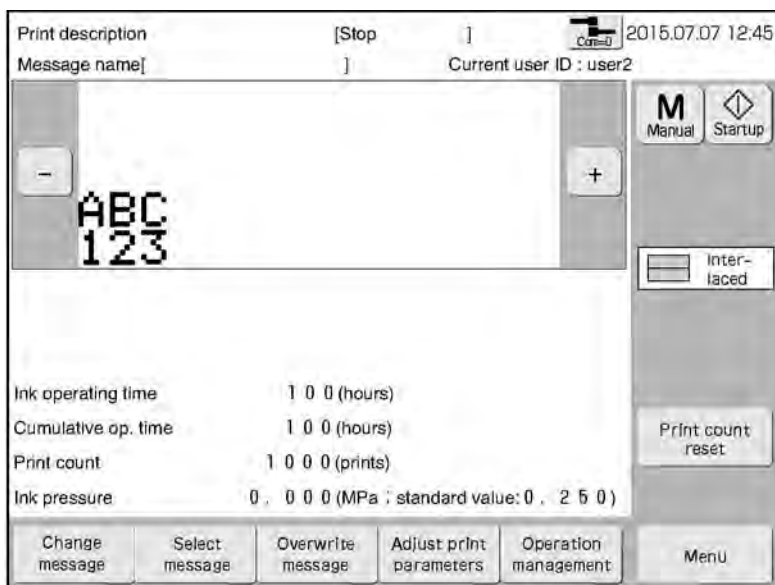 Print description [Stop ] Com=0 2015.07.07 12:45
Message name[ ] Current user ID : user2
M
Manual
Startup
- +
ABC
123
Inter-
laced
Ink operating time 1 0 0 (hours)
Cumulative op. time 1 0 0 (hours)
Print count 1 0 0 0 (prints)
Ink pressure 0 . 0 0 0 (MPa ; standard value: 0 . 2 5 0 )
Print count
reset
Change
message
Select
message
Overwrite
message
Adjust print
parameters
Operation
management
Menu